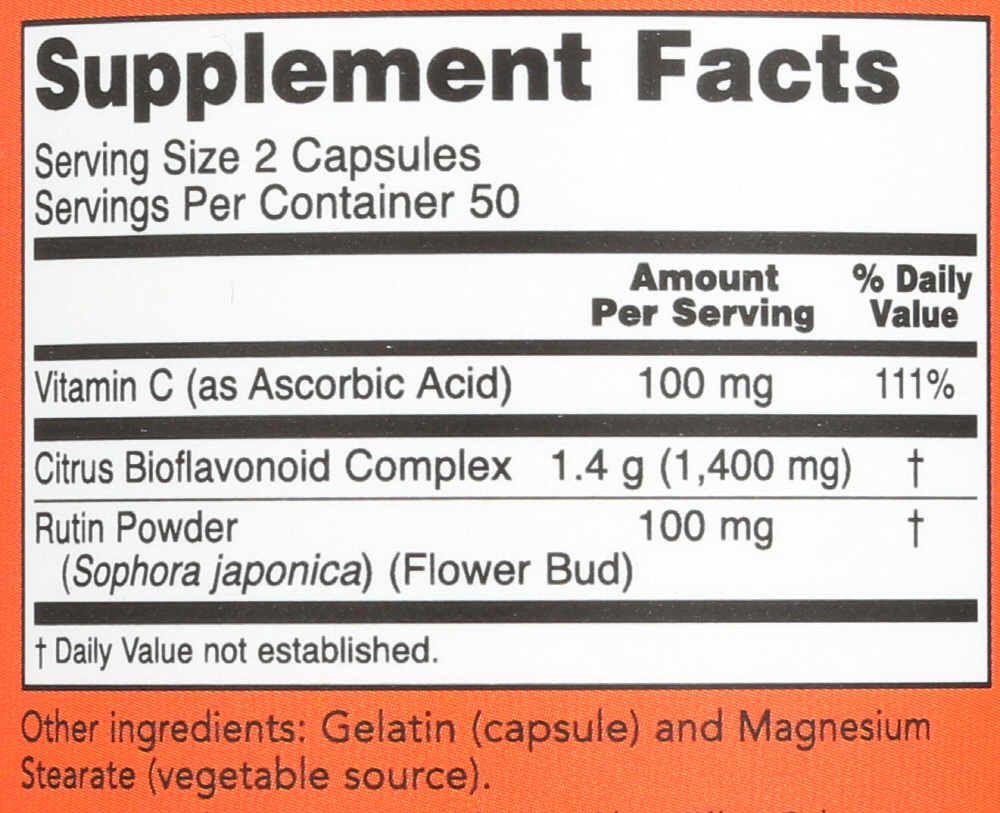 Supplement Facts
Serving Size 2 Capsules
Servings Per Container 50
Amount Per Serving % Daily Value
Vitamin C (as Ascorbic Acid) 100 mg 111%
Citrus Bioflavonoid Complex 1.4 g (1,400 mg) †
Rutin Powder 100 mg †
(Sophora japonica) (Flower Bud)
† Daily Value not established.
Other ingredients: Gelatin (capsule) and Magnesium
Stearate (vegetable source).